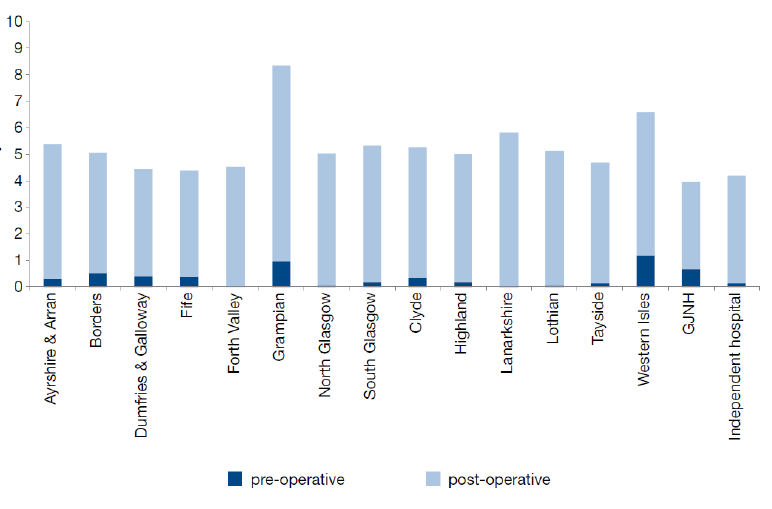 10
9
8
7
6
5
4
3
2
1
0
Ayrshire & Arran
Borders
Dumfries & Galloway
Fife
Forth Valley
Grampian
North Glasgow
South Glasgow
Clyde
Highland
Lanarkshire
Lothian
Tayside
Western Isles
GJNH
Independent hospital
pre-operative
post-operative